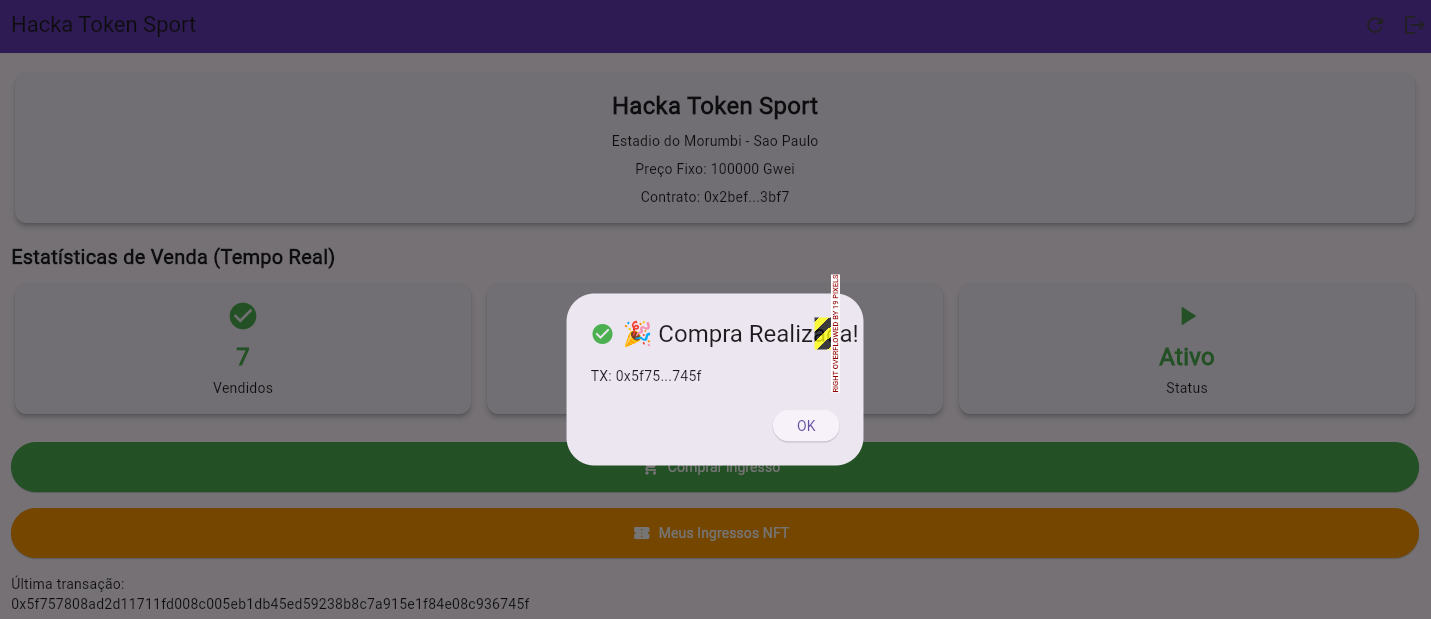 Hacka Token Sport
Hacka Token Sport
Estadio do Morumbi - Sao Paulo
Preço Fixo: 100000 Gwei
Contrato: 0x2bef...3bf7
Estatísticas de Venda (Tempo Real)
7
Vendidos
Ativo
Status
🎉 Compra Realizada!
RIGHT OVERFLOWED BY 19 PIXELS
TX: 0x5f75...745f
OK
Comprar Ingresso
Meus Ingressos NFT
Última transação:
0x5f757808ad2d11711fd008c005eb1db45ed59238b8c7a915e1f84e08c936745f